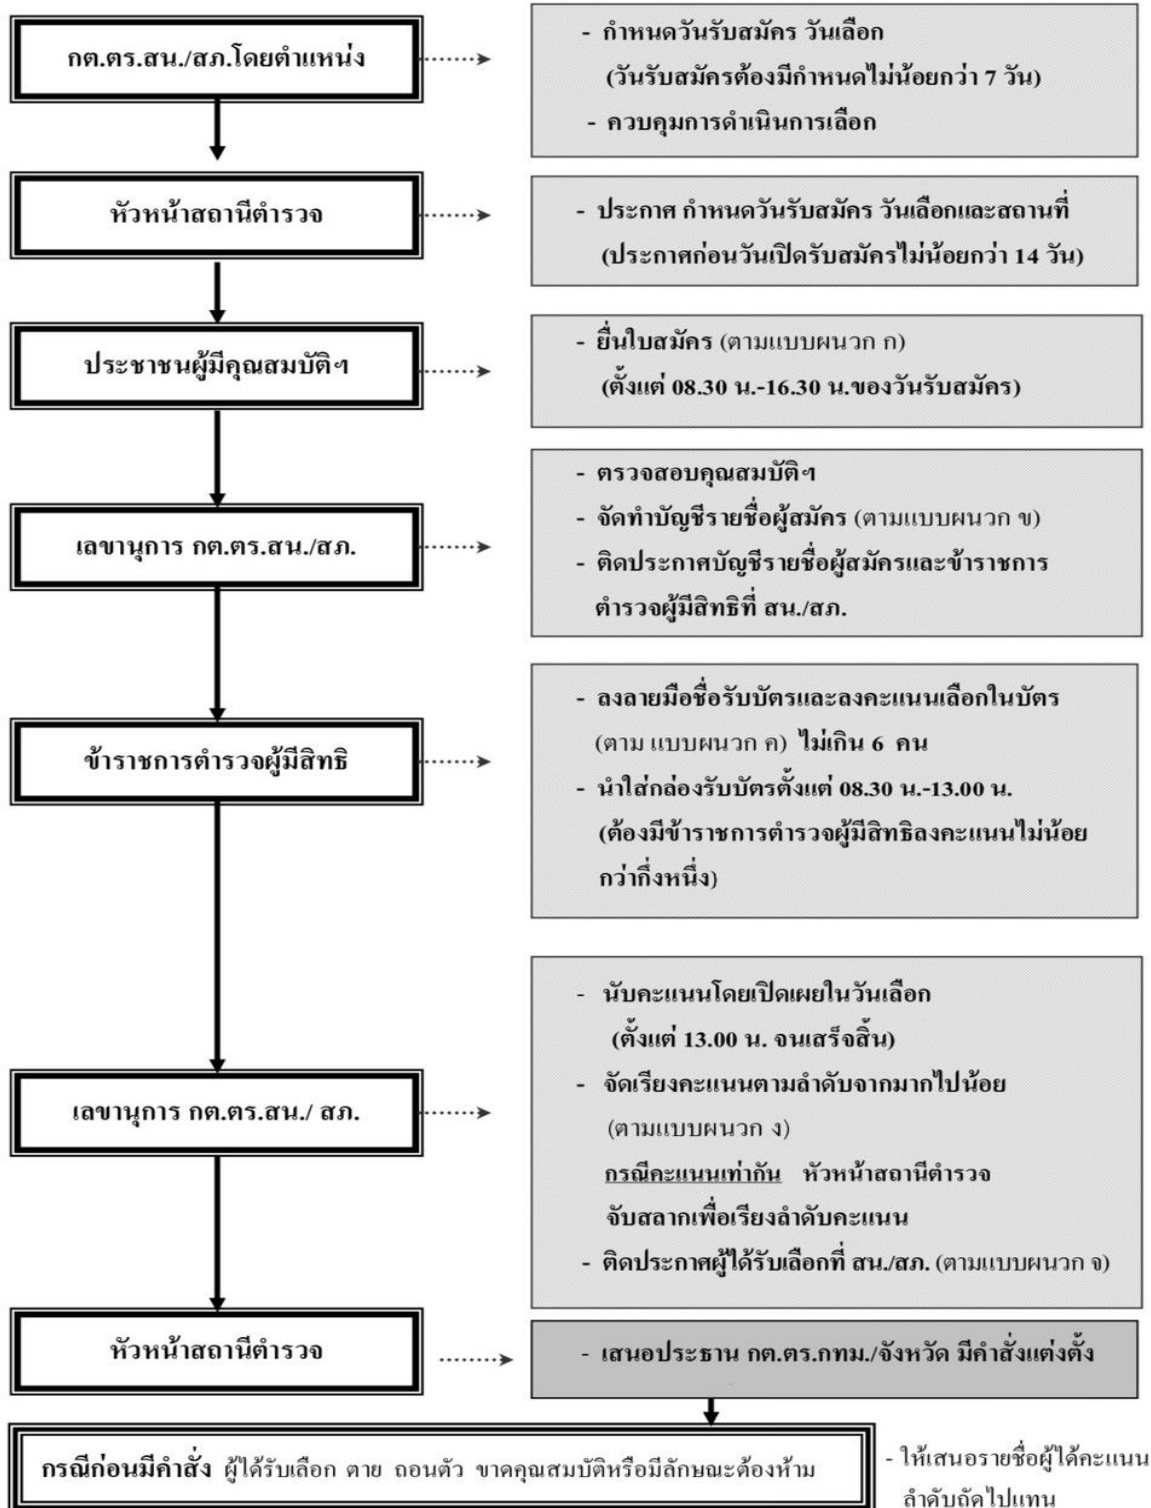 กต.ตร.สน./สภ.โดยตำแหน่ง
- กำหนดวันรับสมัคร วันเลือก
(วันรับสมัครต้องมีกำหนดไม่น้อยกว่า 7 วัน)
- ควบคุมการดำเนินการเลือก
หัวหน้าสถานีตำรวจ
- ประกาศ กำหนดวันรับสมัคร วันเลือกและสถานที่
(ประกาศก่อนวันเปิดรับสมัครไม่น้อยกว่า 14 วัน)
ประชาชนผู้มีคุณสมบัติฯ
- ยื่นใบสมัคร (ตามแบบผนวก ก)
(ตั้งแต่ 08.30 น.-16.30 น.ของวันรับสมัคร)
เลขานุการ กต.ตร.สน./สภ.
- ตรวจสอบคุณสมบัติฯ
- จัดทำบัญชีรายชื่อผู้สมัคร (ตามแบบผนวก ข)
- ติดประกาศบัญชีรายชื่อผู้สมัครและข้าราชการ
ตำรวจผู้มีสิทธิที่ สน./สภ.
ข้าราชการตำรวจผู้มีสิทธิ
- ลงลายมือชื่อรับบัตรและลงคะแนนเลือกในบัตร
(ตาม แบบผนวก ค) ไม่เกิน 6 คน
- นำใส่กล่องรับบัตรตั้งแต่ 08.30 น.-13.00 น.
(ต้องมีข้าราชการตำรวจผู้มีสิทธิลงคะแนนไม่น้อย
กว่ากึ่งหนึ่ง)
เลขานุการ กต.ตร.สน./ สภ.
- นับคะแนนโดยเปิดเผยในวันเลือก
(ตั้งแต่ 13.00 น. จนเสร็จสิ้น)
- จัดเรียงคะแนนตามลำดับจากมากไปน้อย
(ตามแบบผนวก ง)
กรณีคะแนนเท่ากัน หัวหน้าสถานีตำรวจ
จับสลากเพื่อเรียงลำดับคะแนน
- ติดประกาศผู้ได้รับเลือกที่ สน./สภ. (ตามแบบผนวก จ)
หัวหน้าสถานีตำรวจ
- เสนอประธาน กต.ตร.กทม./จังหวัด มีคำสั่งแต่งตั้ง
กรณีก่อนมีคำสั่ง ผู้ได้รับเลือก ตาย ถอนตัว ขาดคุณสมบัติหรือมีลักษณะต้องห้าม
- ให้เสนอรายชื่อผู้ได้คะแนน
ลำดับถัดไปแทน